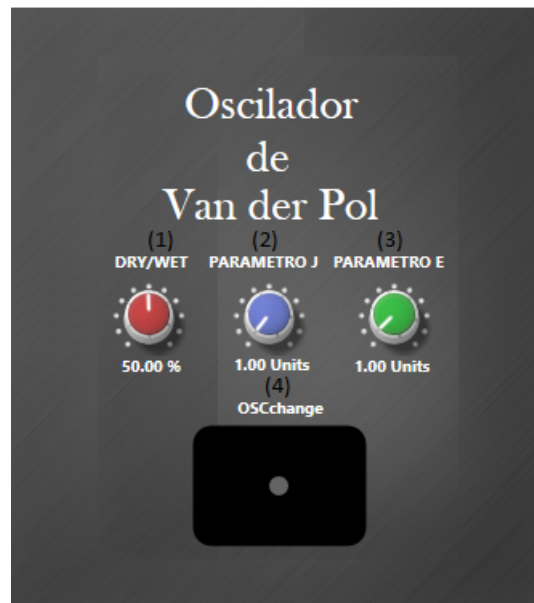 Oscilador
de
Van der Pol
(1) (2) (3)
DRY/WET PARAMETRO J PARAMETRO E
50.00 % 1.00 Units 1.00 Units
(4)
OSCchange